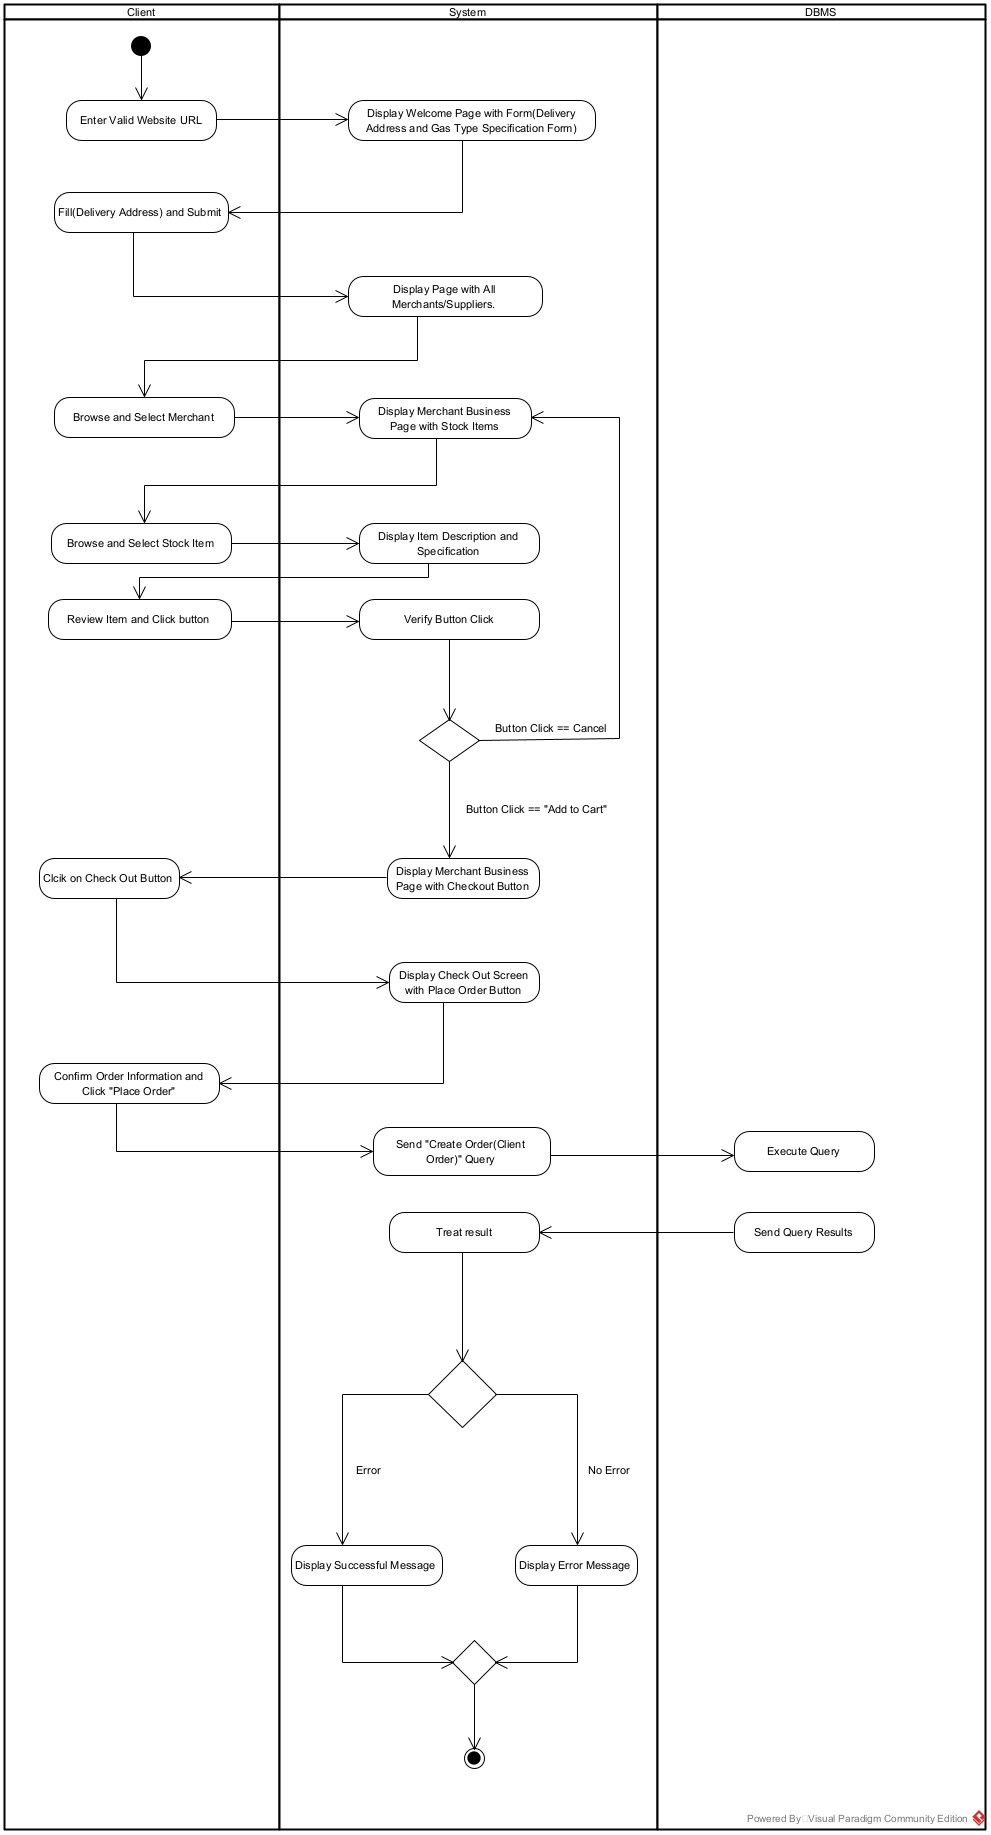 Client
System
DBMS
Enter Valid Website URL
Display Welcome Page with Form(Delivery
Address and Gas Type Specification Form)
Fill(Delivery Address) and Submit
Display Page with All
Merchants/Suppliers.
Browse and Select Merchant
Display Merchant Business
Page with Stock Items
Browse and Select Stock Item
Display Item Description and
Specification
Review Item and Click button
Verify Button Click
Button Click == Cancel
Button Click == "Add to Cart"
Clcik on Check Out Button
Display Merchant Business
Page with Checkout Button
Display Check Out Screen
with Place Order Button
Confirm Order Information and
Click "Place Order"
Send "Create Order(Client
Order)" Query
Execute Query
Treat result
Send Query Results
Error
No Error
Display Successful Message
Display Error Message
Powered By Visual Paradigm Community Edition